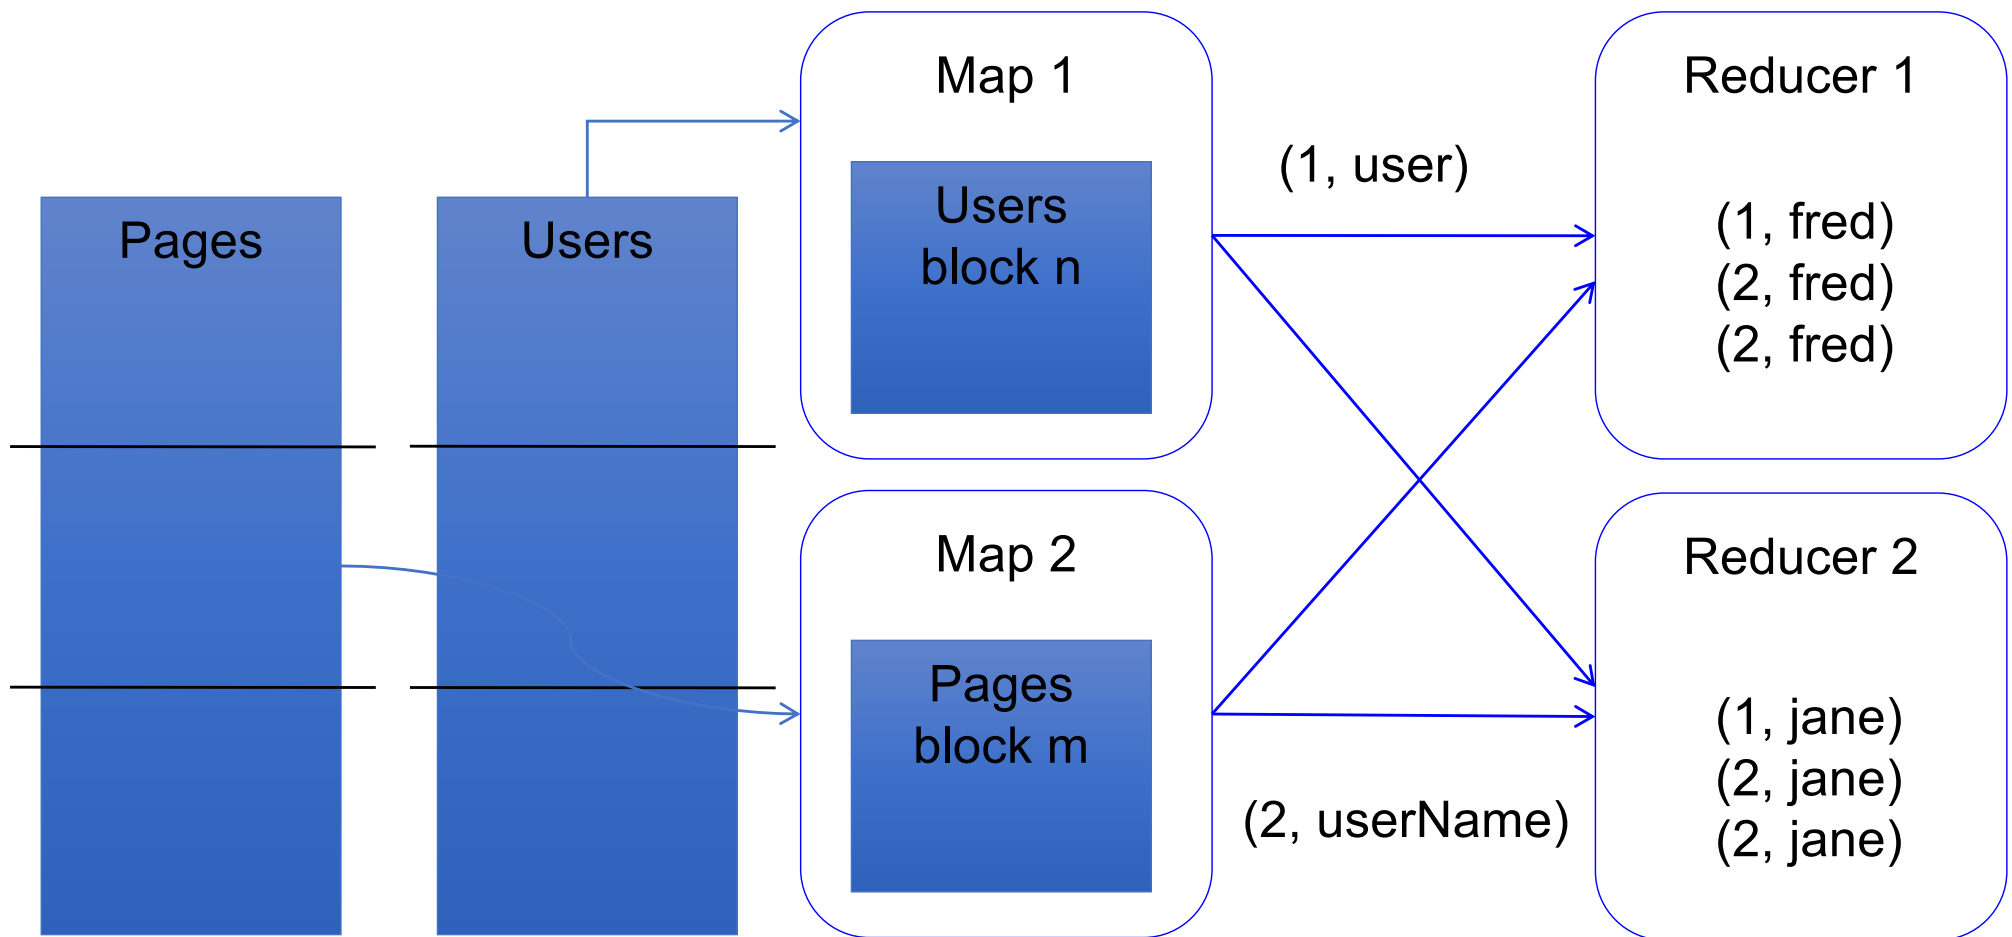 Pages
Users
Map 1
Users
block n
Map 2
Pages
block m
(1, user)
(2, userName)
Reducer 1
(1, fred)
(2, fred)
(2, fred)
Reducer 2
(1, jane)
(2, jane)
(2, jane)